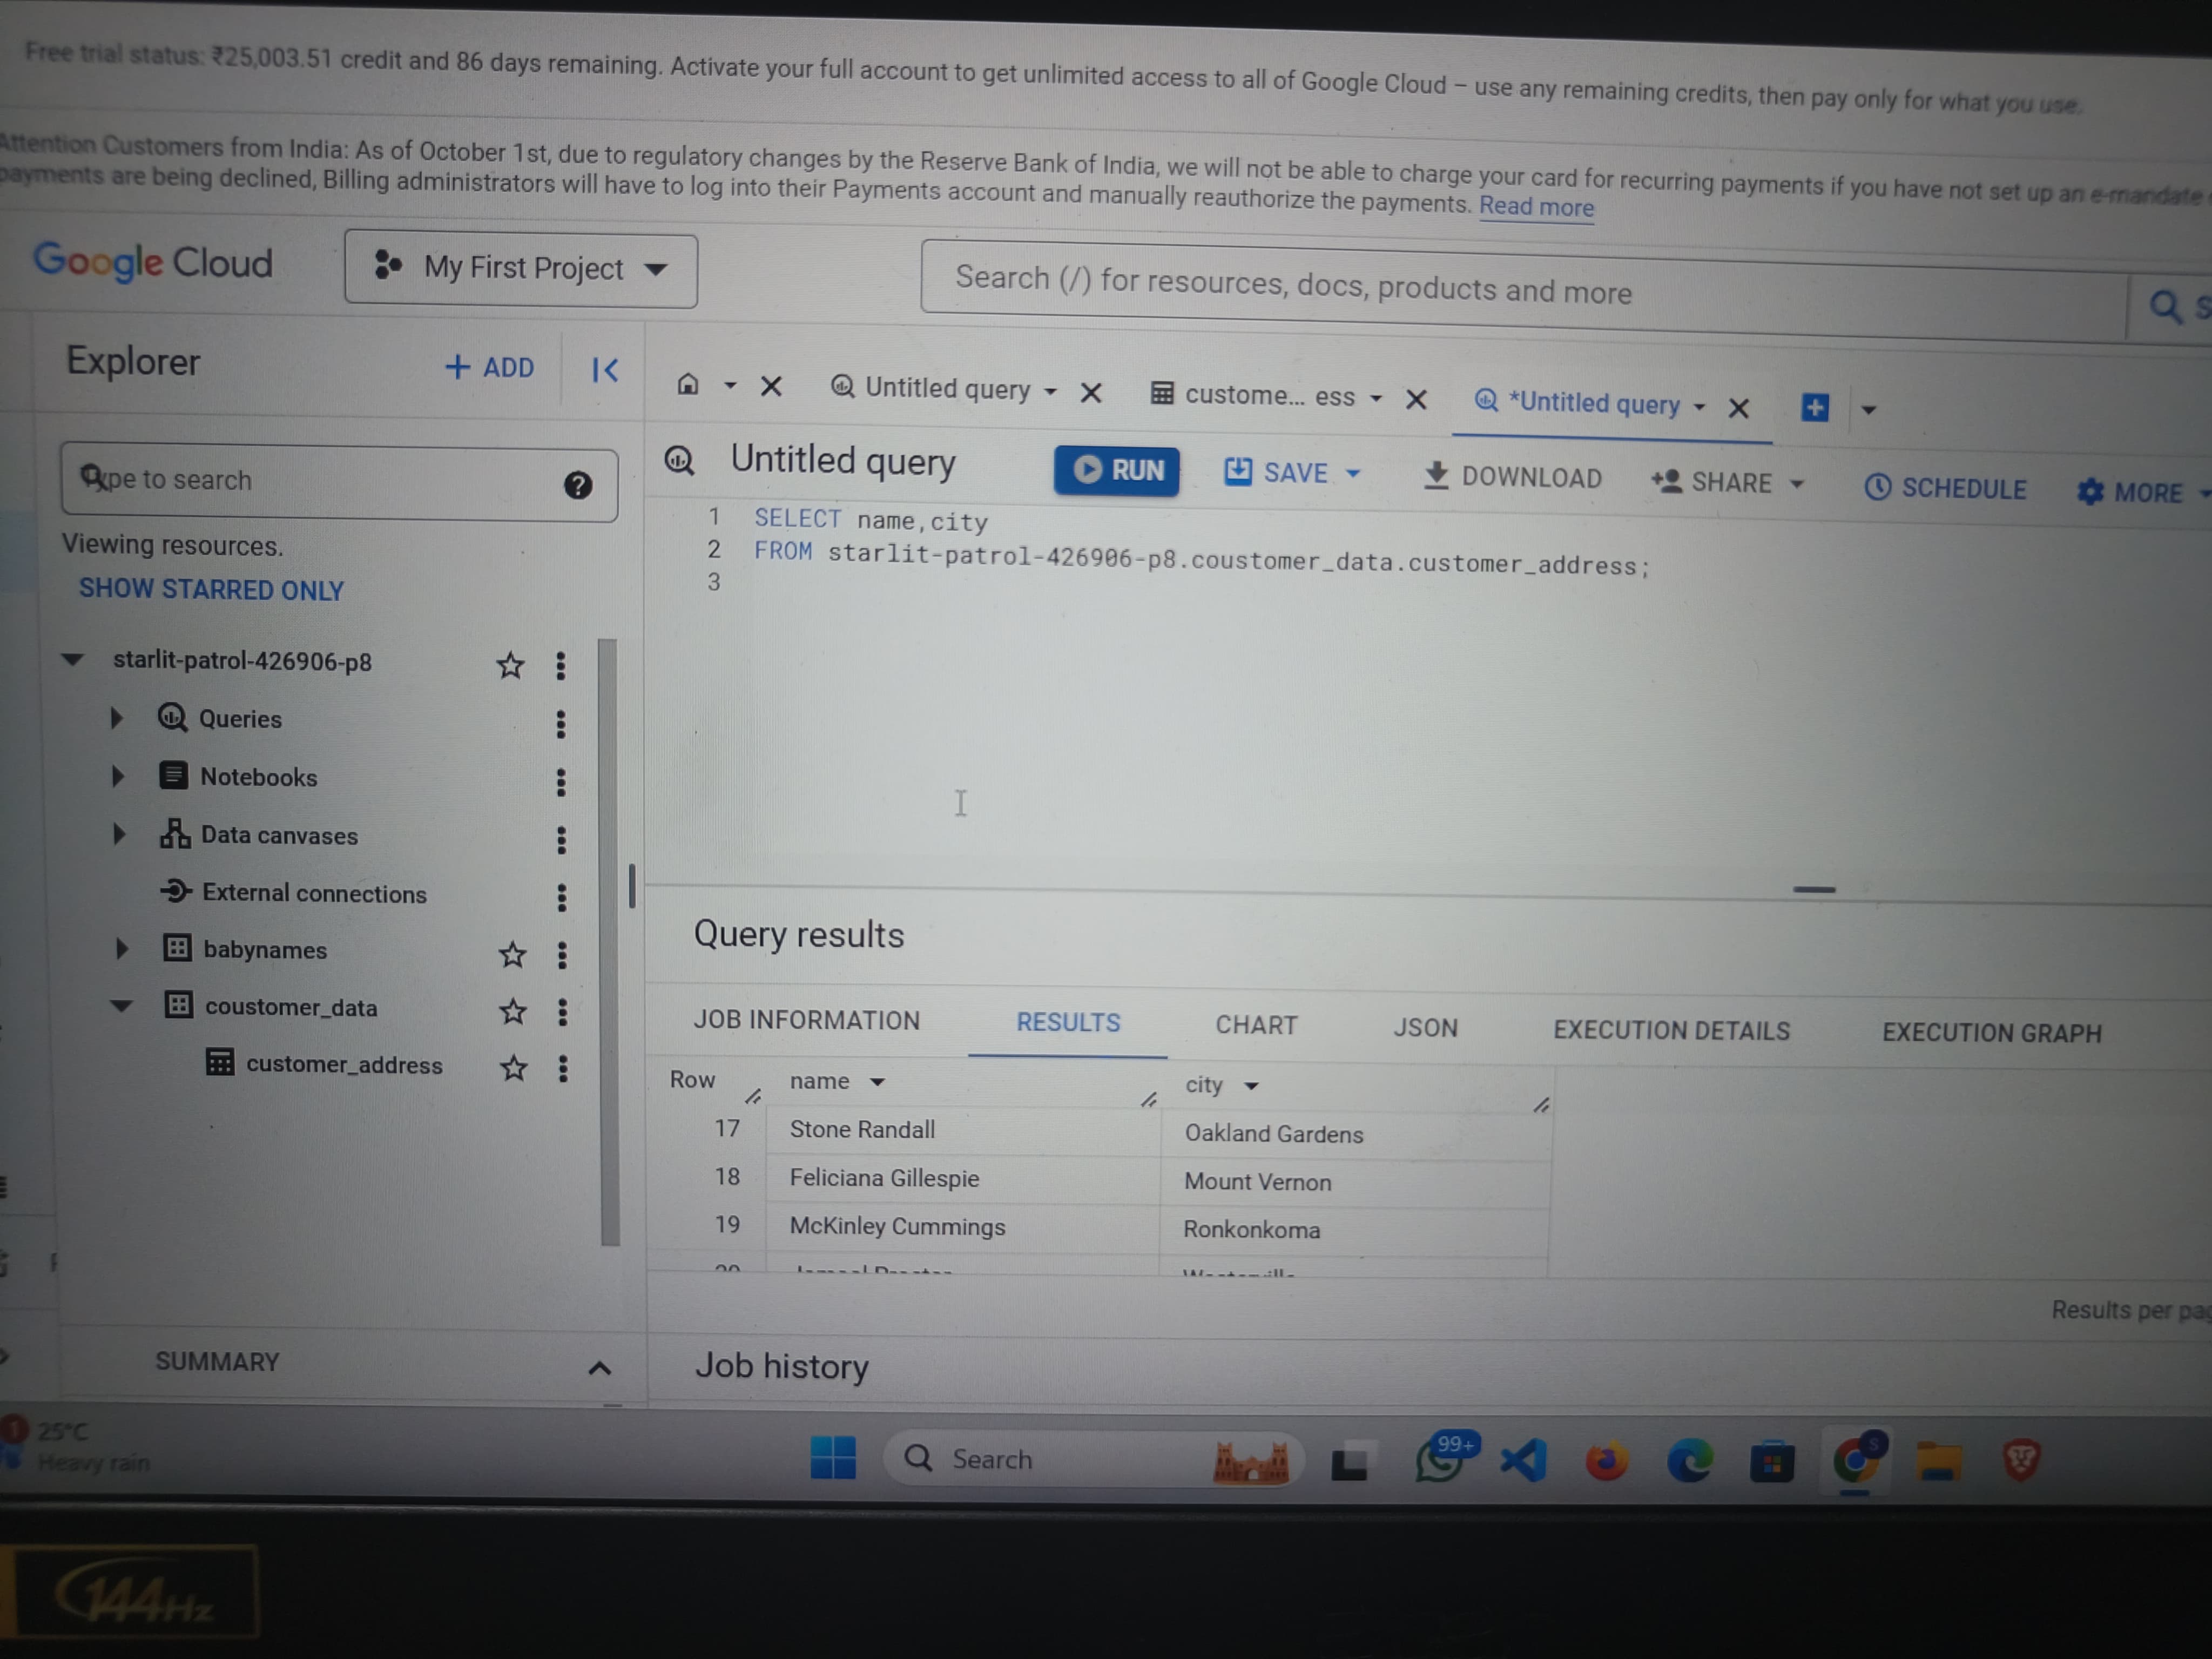 Free trial status: ₹25,003.51 credit and 86 days remaining. Activate your full account to get unlimited access to all of Google Cloud – use any remaining credits, then pay only for what you use.
Attention Customers from India: As of October 1st, due to regulatory changes by the Reserve Bank of India, we will not be able to charge your card for recurring payments if you have not set up an e-mandate
payments are being declined, Billing administrators will have to log into their Payments account and manually reauthorize the payments. Read more
Google Cloud
My First Project
Search (/) for resources, docs, products and more
Explorer
+ ADD
Untitled query
custome... ess
*Untitled query
pe to search
Untitled query
RUN
SAVE
DOWNLOAD
SHARE
SCHEDULE
MORE
Viewing resources.
SHOW STARRED ONLY
1 SELECT name,city
2 FROM starlit-patrol-426906-p8.coustomer_data.customer_address;
3
starlit-patrol-426906-p8
Queries
Notebooks
Data canvases
External connections
babynames
coustomer_data
customer_address
SUMMARY
Query results
JOB INFORMATION
RESULTS
CHART
JSON
EXECUTION DETAILS
EXECUTION GRAPH
Row name city
17 Stone Randall Oakland Gardens
18 Feliciana Gillespie Mount Vernon
19 McKinley Cummings Ronkonkoma
Results per
Job history
1
25°C
Heavy rain
Search
99+
S
144Hz